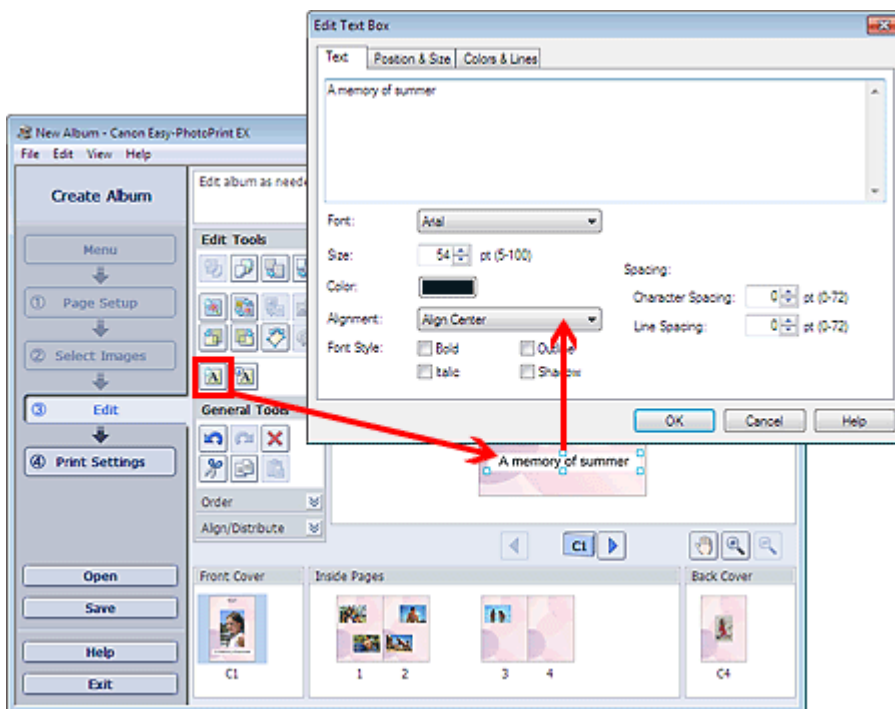 Edit Text Box
Text Position & Size Colors & Lines
A memory of summer
Font: Arial
Size: 54 pt (5-100)
Color:
Alignment: Align Center
Font Style: Bold
Italic Shadow
Spacing:
Character Spacing: 0 pt (0-72)
Line Spacing: 0 pt (0-72)
OK Cancel Help
New Album - Canon Easy-PhotoPrint EX
File Edit View Help
Create Album
Menu
① Page Setup
② Select Images
③ Edit
④ Print Settings
Open
Save
Help
Exit
Edit album as
Edit Tools
A A
General Tools
Order
Align/Distribute
A memory of summer
C1
Front Cover Inside Pages Back Cover
C1 1 2 3 4 C4